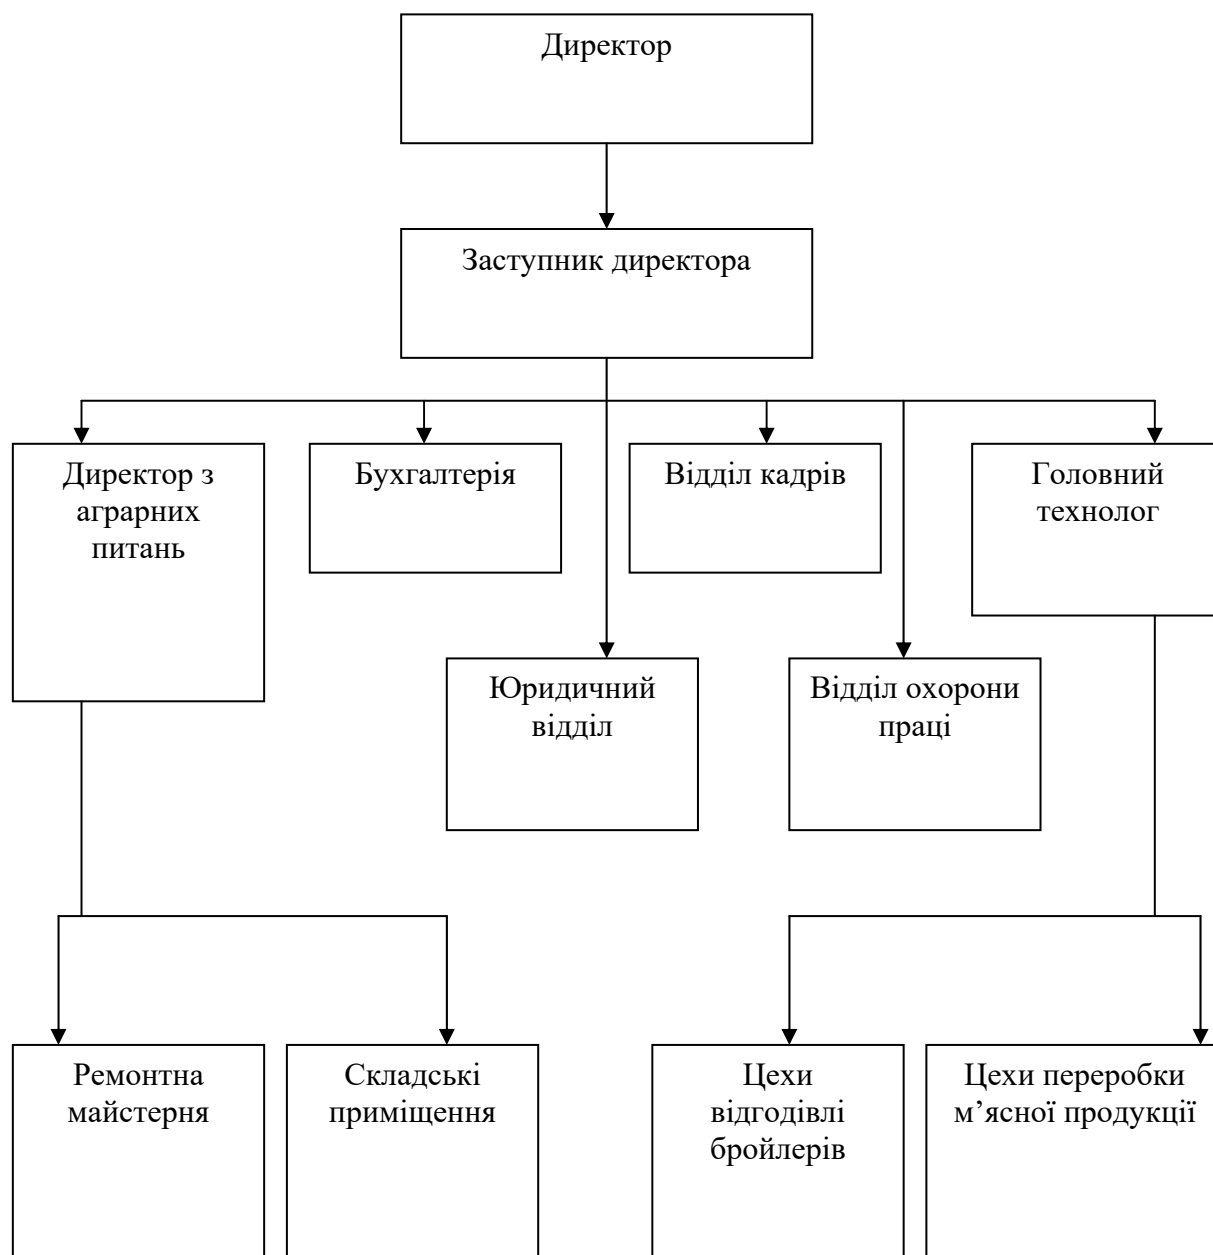 Директор
Заступник директора
Директор з
аграрних
питань
Бухгалтерія
Відділ кадрів
Головний
технолог
Юридичний
відділ
Відділ охорони
праці
Ремонтна
майстерня
Складські
приміщення
Цехи
відгодівлі
бройлерів
Цехи переробки
м’ясної продукції